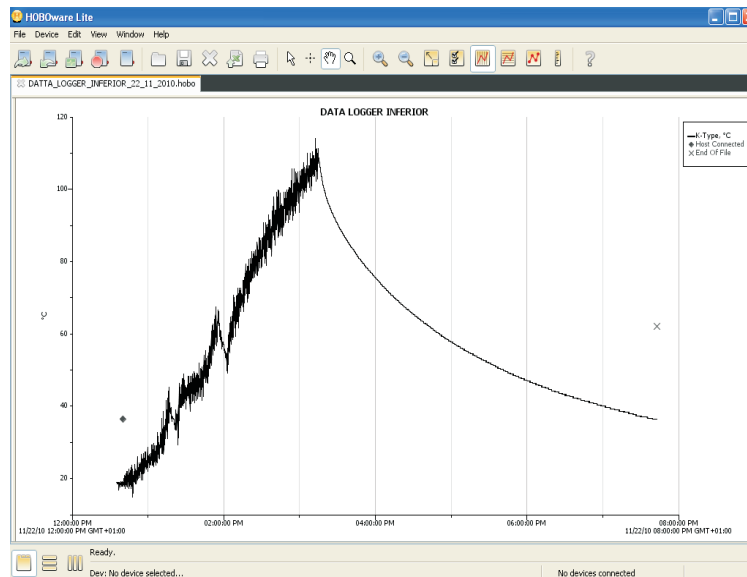 HOBOware Lite
File Device Edit View Window Help
DATTA_LOGGER_INFERIOR_22_11_2010.hobo
DATA LOGGER INFERIOR
K-Type, °C
Host Connected
End Of File
120
100
80
60
40
20
°C
12:00:00 PM 02:00:00 PM 04:00:00 PM 06:00:00 PM 08:00:00 PM
11/22/10 12:00:00 PM GMT+01:00 11/22/10 08:00:00 PM GMT+01:00
Ready.
Dev: No device selected... No devices connected